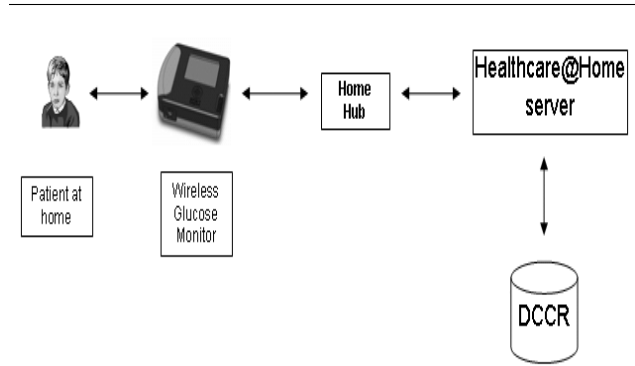 Patient at
home
Wireless
Glucose
Monitor
Home
Hub
Healthcare@Home
server
DCCR